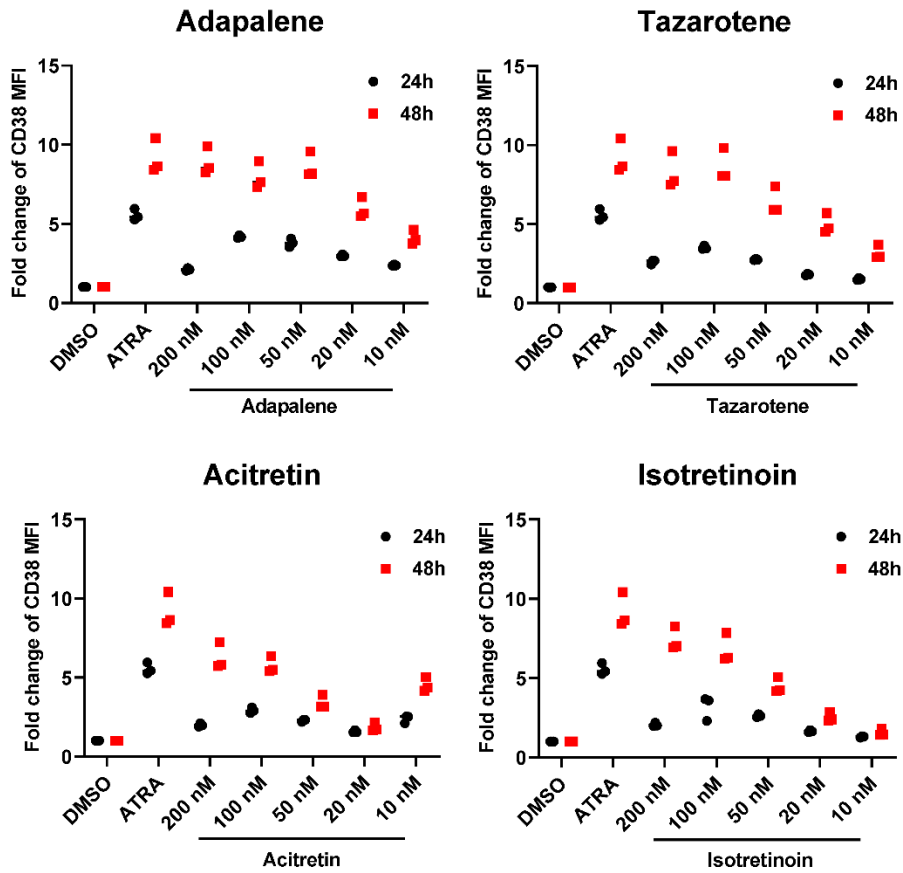 Adapalene
Fold change of CD38 MFI
15
10
5
0
24h
48h
DMSO
ATRA
200 nM
100 nM
50 nM
20 nM
10 nM
Adapalene
Tazarotene
Fold change of CD38 MFI
15
10
5
0
24h
48h
DMSO
ATRA
200 nM
100 nM
50 nM
20 nM
10 nM
Tazarotene
Acitretin
Fold change of CD38 MFI
15
10
5
0
24h
48h
DMSO
ATRA
200 nM
100 nM
50 nM
20 nM
10 nM
Acitretin
Isotretinoin
Fold change of CD38 MFI
15
10
5
0
24h
48h
DMSO
ATRA
200 nM
100 nM
50 nM
20 nM
10 nM
Isotretinoin